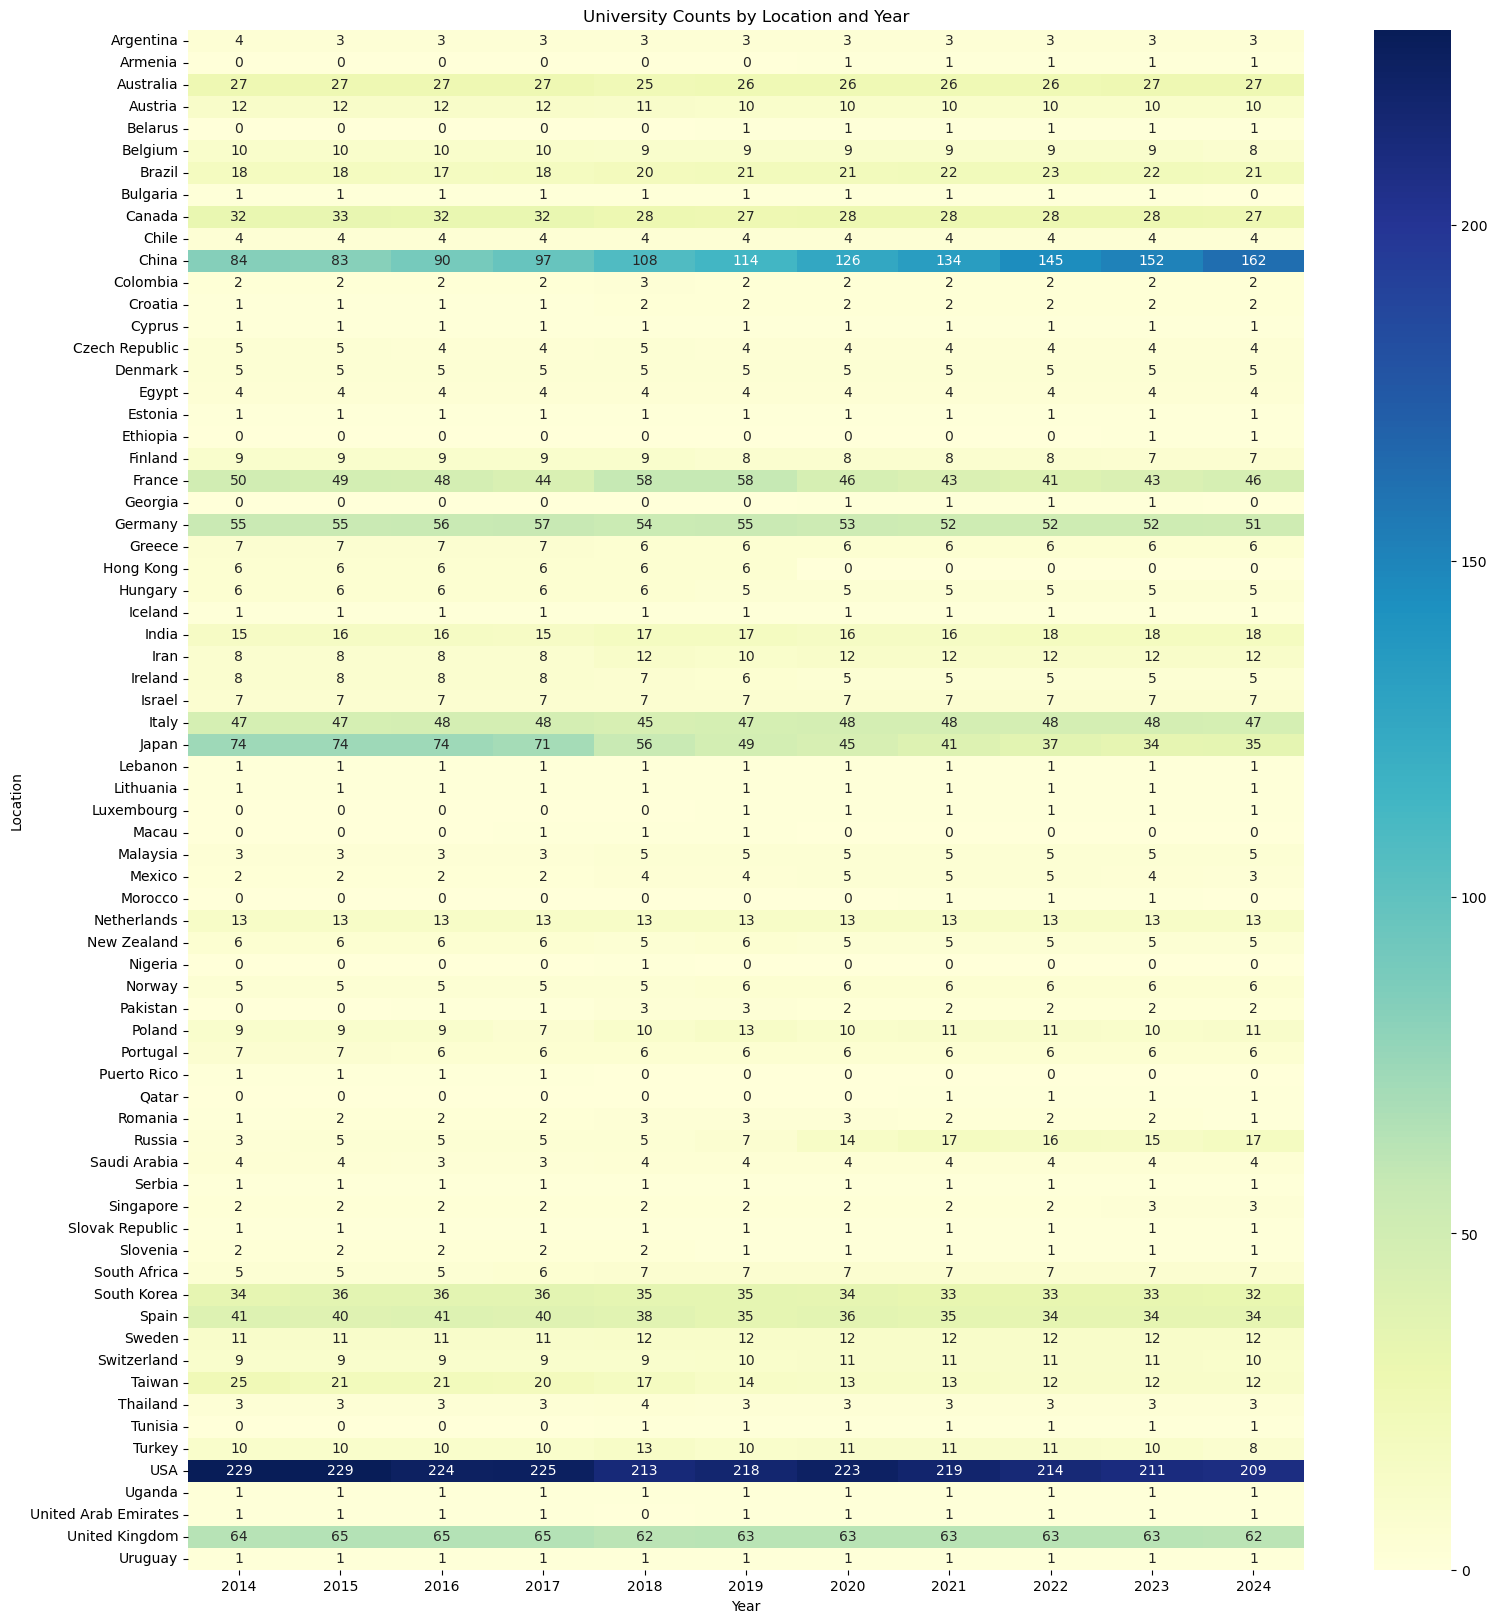 University Counts by Location and Year
Argentina 4 3 3 3 3 3 3 3 3 3 3
Armenia 0 0 0 0 0 0 1 1 1 1 1
Australia 27 27 27 27 25 26 26 26 26 27 27
Austria 12 12 12 12 11 10 10 10 10 10 10
Belarus 0 0 0 0 0 1 1 1 1 1 1
Belgium 10 10 10 10 9 9 9 9 9 9 8
Brazil 18 18 17 18 20 21 21 22 23 22 21
Bulgaria 1 1 1 1 1 1 1 1 1 1 0
Canada 32 33 32 32 28 27 28 28 28 28 27
Chile 4 4 4 4 4 4 4 4 4 4 4
China 84 83 90 97 108 114 126 134 145 152 162
Colombia 2 2 2 2 3 2 2 2 2 2 2
Croatia 1 1 1 1 2 2 2 2 2 2 2
Cyprus 1 1 1 1 1 1 1 1 1 1 1
Czech Republic 5 5 4 4 5 4 4 4 4 4 4
Denmark 5 5 5 5 5 5 5 5 5 5 5
Egypt 4 4 4 4 4 4 4 4 4 4 4
Estonia 1 1 1 1 1 1 1 1 1 1 1
Ethiopia 0 0 0 0 0 0 0 0 0 1 1
Finland 9 9 9 9 9 8 8 8 8 7 7
France 50 49 48 44 58 58 46 43 41 43 46
Georgia 0 0 0 0 0 0 1 1 1 1 0
Germany 55 55 56 57 54 55 53 52 52 52 51
Greece 7 7 7 7 6 6 6 6 6 6 6
Hong Kong 6 6 6 6 6 6 0 0 0 0 0
Hungary 6 6 6 6 6 5 5 5 5 5 5
Iceland 1 1 1 1 1 1 1 1 1 1 1
India 15 16 16 15 17 17 16 16 18 18 18
Iran 8 8 8 8 12 10 12 12 12 12 12
Ireland 8 8 8 8 7 6 5 5 5 5 5
Israel 7 7 7 7 7 7 7 7 7 7 7
Italy 47 47 48 48 45 47 48 48 48 48 47
Japan 74 74 74 71 56 49 45 41 37 34 35
Lebanon 1 1 1 1 1 1 1 1 1 1 1
Lithuania 1 1 1 1 1 1 1 1 1 1 1
Luxembourg 0 0 0 0 0 1 1 1 1 1 1
Macau 0 0 0 1 1 1 0 0 0 0 0
Malaysia 3 3 3 3 5 5 5 5 5 5 5
Mexico 2 2 2 2 4 4 5 5 5 4 3
Morocco 0 0 0 0 0 0 0 1 1 1 0
Netherlands 13 13 13 13 13 13 13 13 13 13 13
New Zealand 6 6 6 6 5 6 5 5 5 5 5
Nigeria 0 0 0 0 1 0 0 0 0 0 0
Norway 5 5 5 5 5 6 6 6 6 6 6
Pakistan 0 0 1 1 3 3 2 2 2 2 2
Poland 9 9 9 7 10 13 10 11 11 10 11
Portugal 7 7 6 6 6 6 6 6 6 6 6
Puerto Rico 1 1 1 1 0 0 0 0 0 0 0
Qatar 0 0 0 0 0 0 0 1 1 1 1
Romania 1 2 2 2 3 3 3 2 2 2 1
Russia 3 5 5 5 5 7 14 17 16 15 17
Saudi Arabia 4 4 3 3 4 4 4 4 4 4 4
Serbia 1 1 1 1 1 1 1 1 1 1 1
Singapore 2 2 2 2 2 2 2 2 2 3 3
Slovak Republic 1 1 1 1 1 1 1 1 1 1 1
Slovenia 2 2 2 2 2 1 1 1 1 1 1
South Africa 5 5 5 6 7 7 7 7 7 7 7
South Korea 34 36 36 36 35 35 34 33 33 33 32
Spain 41 40 41 40 38 35 36 35 34 34 34
Sweden 11 11 11 11 12 12 12 12 12 12 12
Switzerland 9 9 9 9 9 10 11 11 11 11 10
Taiwan 25 21 21 20 17 14 13 13 12 12 12
Thailand 3 3 3 3 4 3 3 3 3 3 3
Tunisia 0 0 0 0 1 1 1 1 1 1 1
Turkey 10 10 10 10 13 10 11 11 11 10 8
USA 229 229 224 225 213 218 223 219 214 211 209
Uganda 1 1 1 1 1 1 1 1 1 1 1
United Arab Emirates 1 1 1 1 0 1 1 1 1 1 1
United Kingdom 64 65 65 65 62 63 63 63 63 63 62
Uruguay 1 1 1 1 1 1 1 1 1 1 1
2014 2015 2016 2017 2018 2019 2020 2021 2022 2023 2024
Year
Location
200
150
100
50
0